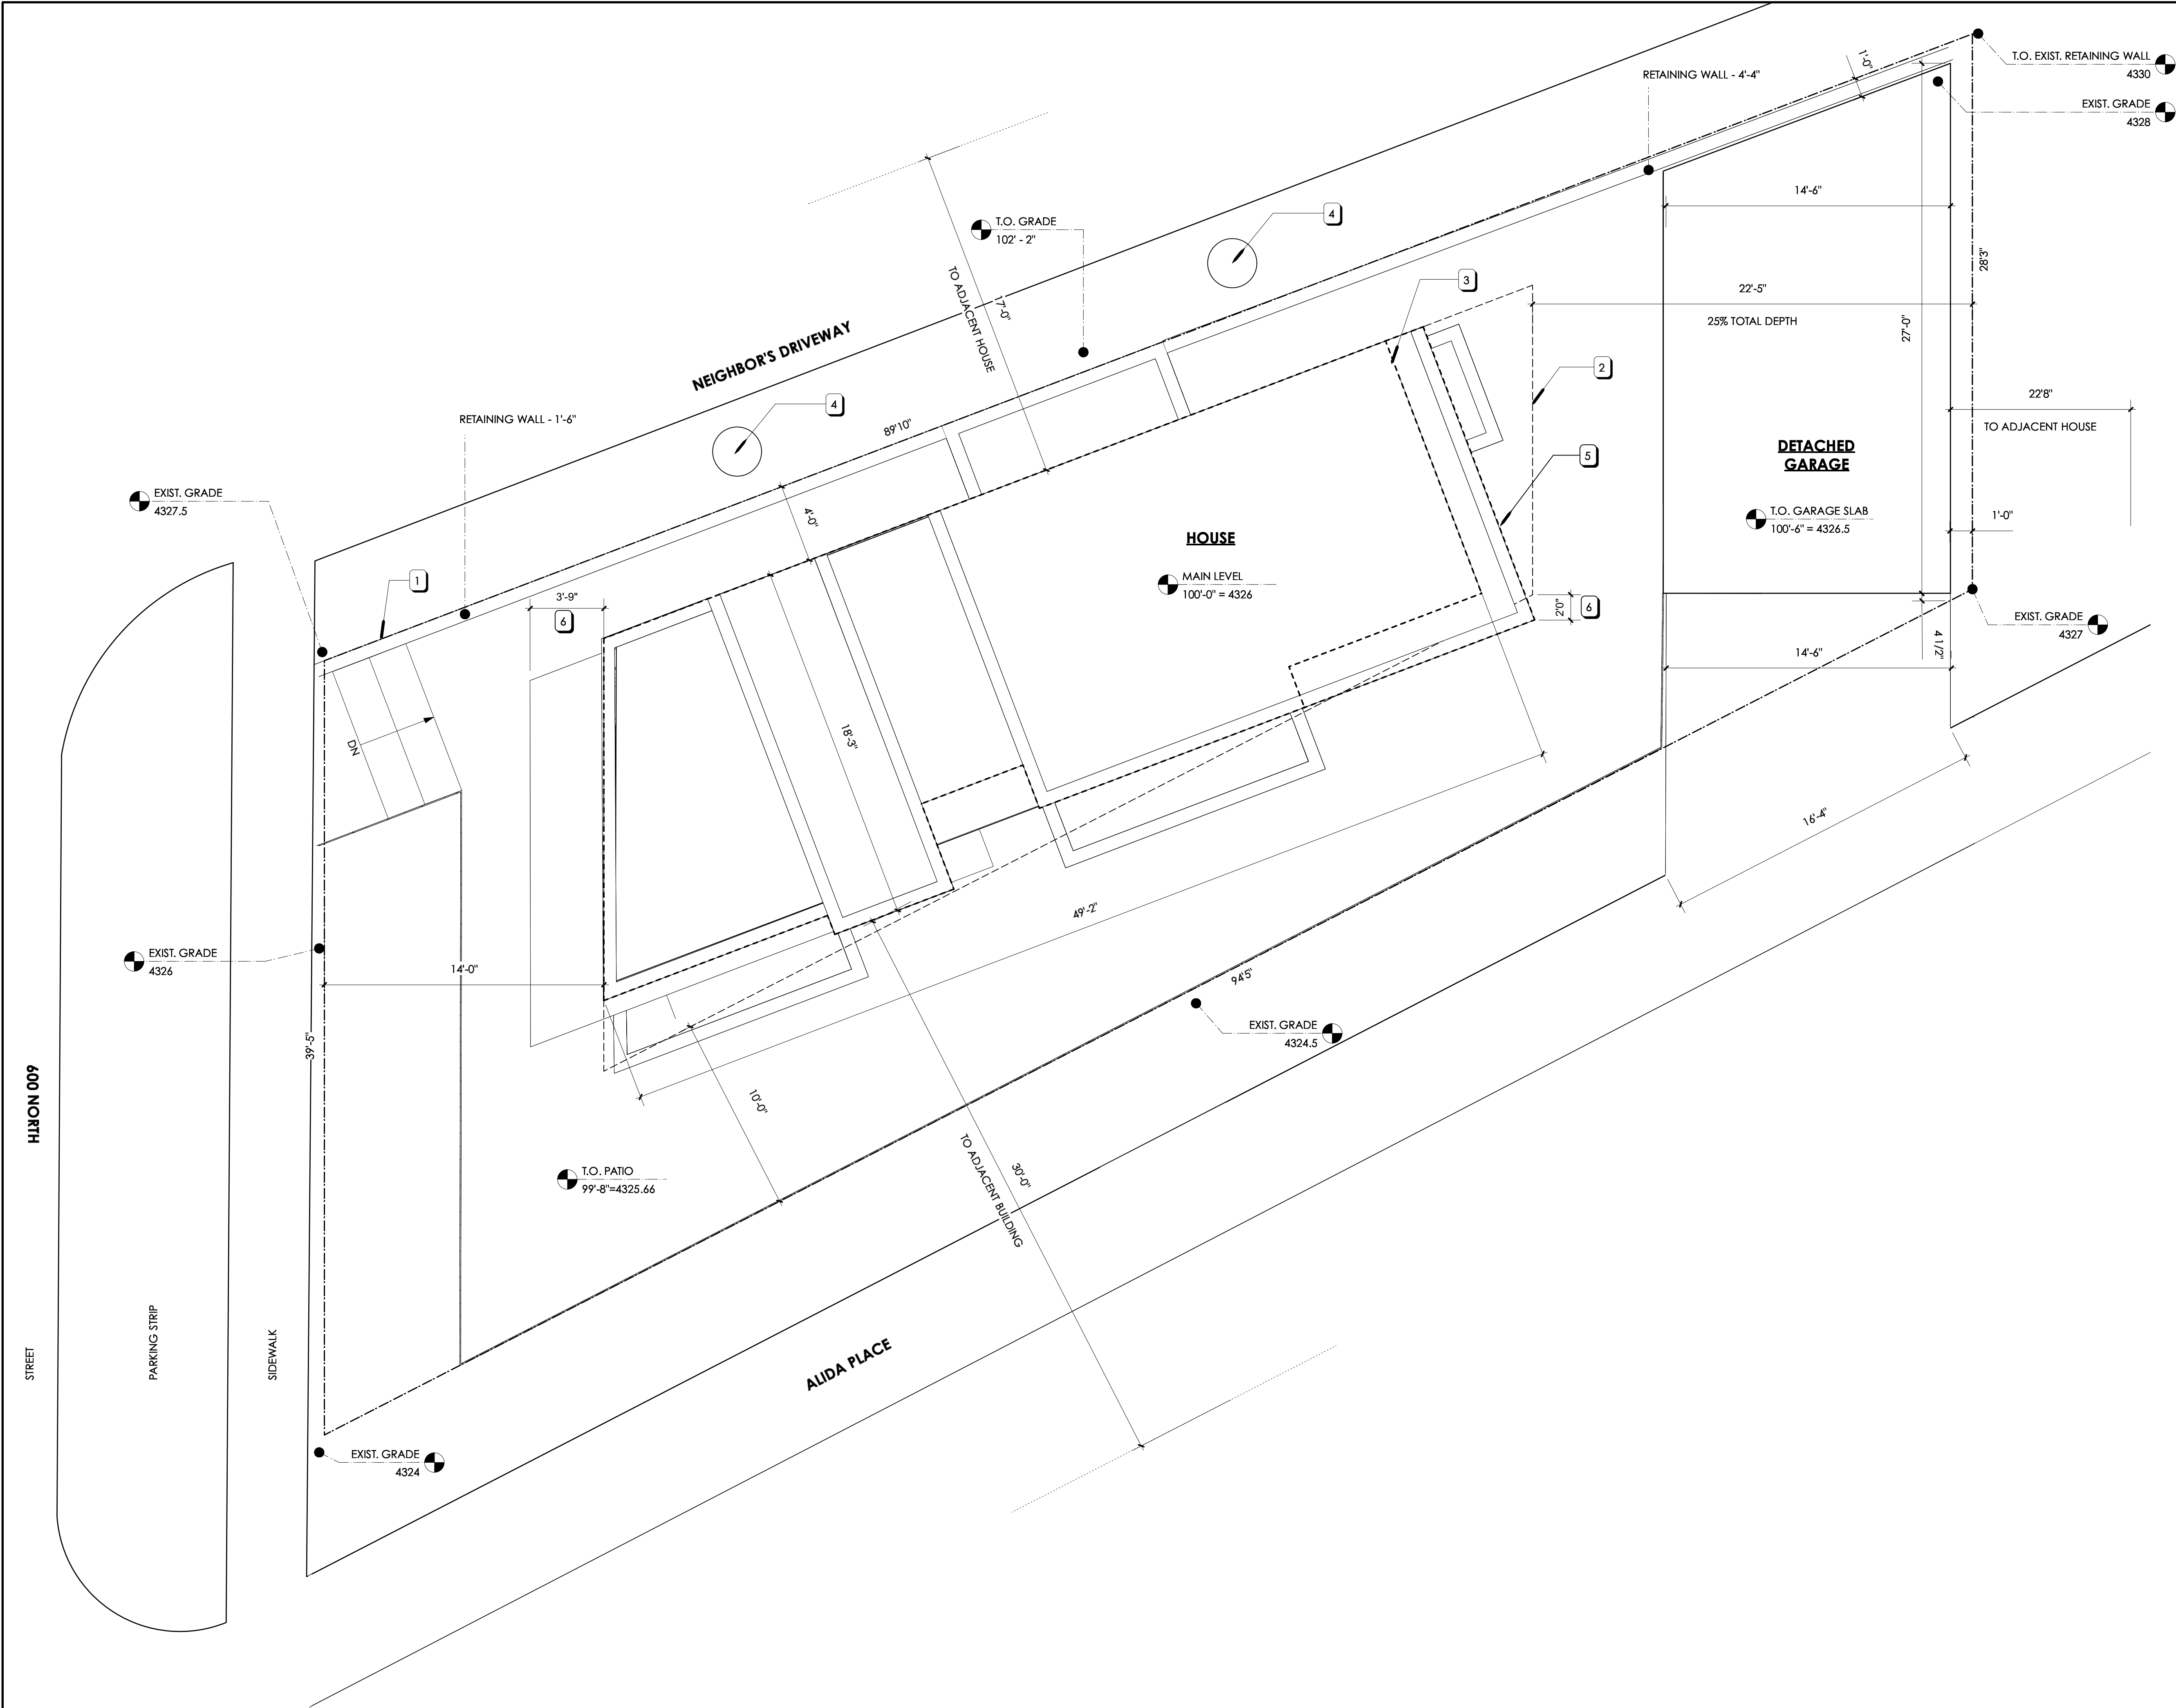 T.O. EXIST. RETAINING WALL
4330
1'-0"
RETAINING WALL - 4'-4"
EXIST. GRADE
4328
14'-6"
4
T.O. GRADE
102' - 2"
28'3"
3
22'-5"
TO ADJACENT HOUSE
17'-0"
25% TOTAL DEPTH
27'-0"
NEIGHBOR'S DRIVEWAY
2
22'8"
4
RETAINING WALL - 1'-6"
89'10"
TO ADJACENT HOUSE
DETACHED
GARAGE
5
EXIST. GRADE
4327.5
4'-0"
T.O. GARAGE SLAB
100'-6" = 4326.5
1'-0"
HOUSE
MAIN LEVEL
100'-0" = 4326
1
3'-9"
6
2'0"
6
EXIST. GRADE
4327
4 1/2"
14'-6"
DN
18'-3"
16'-4"
49'-2"
EXIST. GRADE
4326
14'-0"
94'5"
EXIST. GRADE
4324.5
39'-5"
600 NORTH
10'-0"
T.O. PATIO
99'-8"=4325.66
TO ADJACENT BUILDING
30'-0"
STREET
PARKING STRIP
SIDEWALK
ALIDA PLACE
EXIST. GRADE
4324